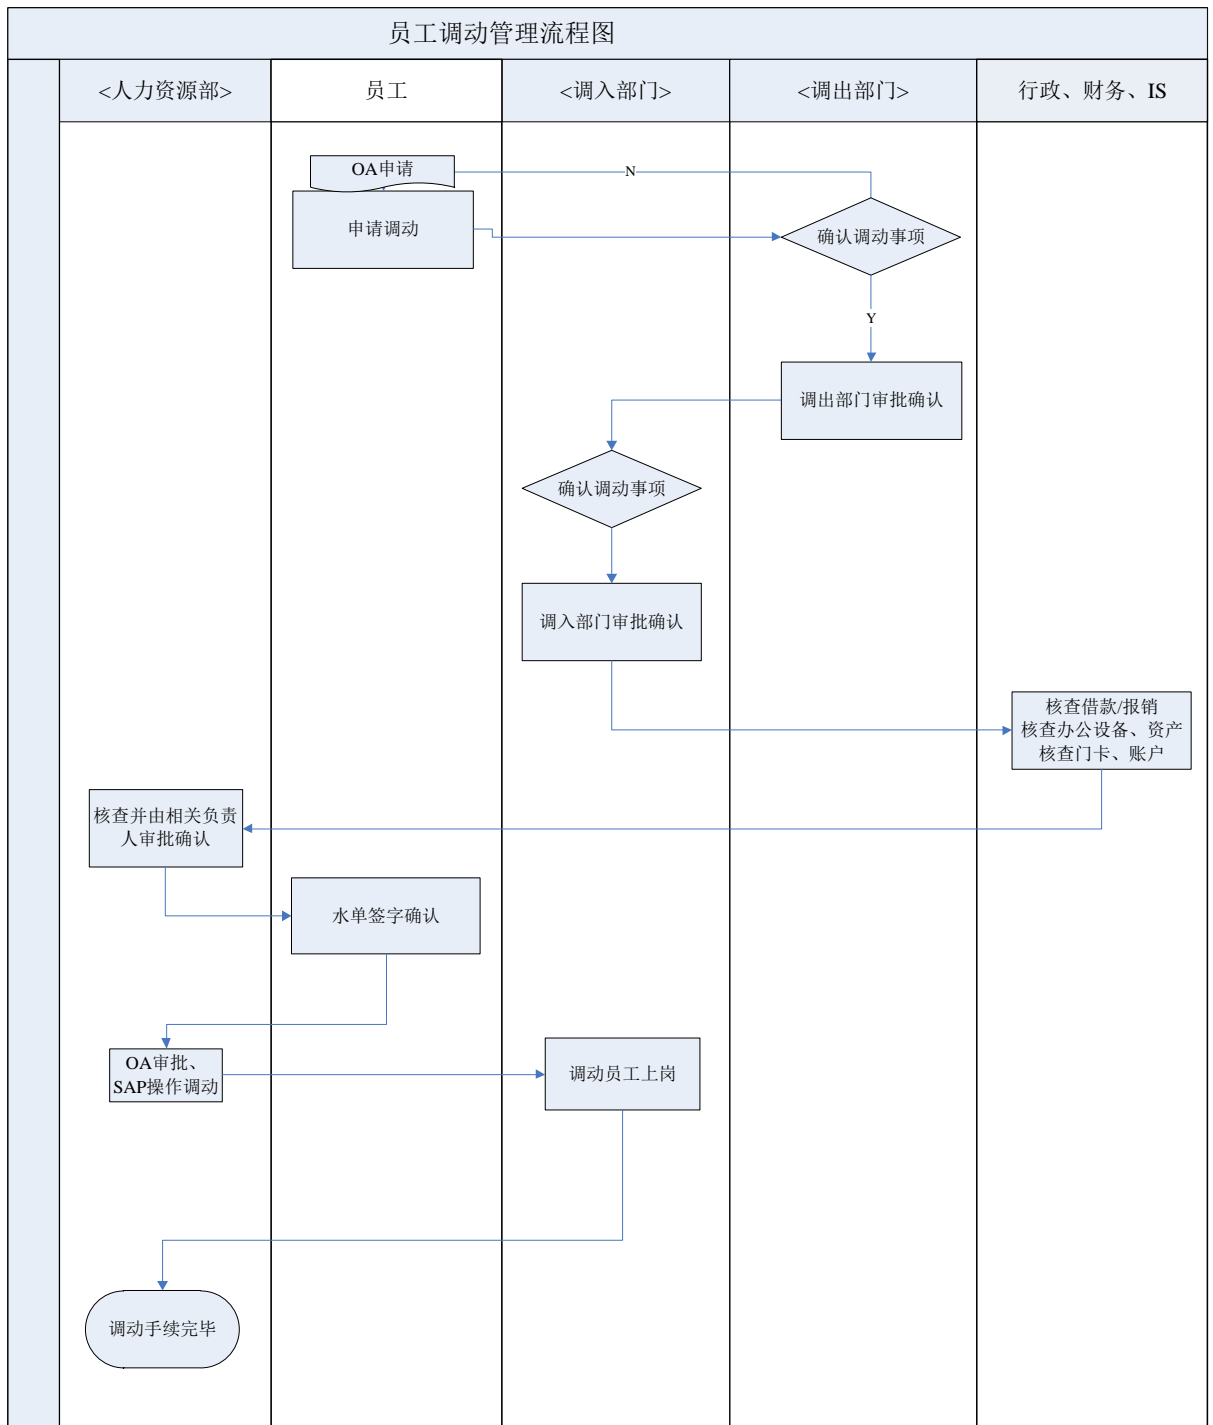 员工调动管理流程图
<人力资源部>
员工
<调入部门>
<调出部门>
行政、财务、IS
OA申请
N
申请调动
确认调动事项
Y
调出部门审批确认
确认调动事项
调入部门审批确认
核查借款/报销
核查办公设备、资产
核查门卡、账户
核查并由相关负责
人审批确认
水单签字确认
OA审批、
SAP操作调动
调动员工上岗
调动手续完毕